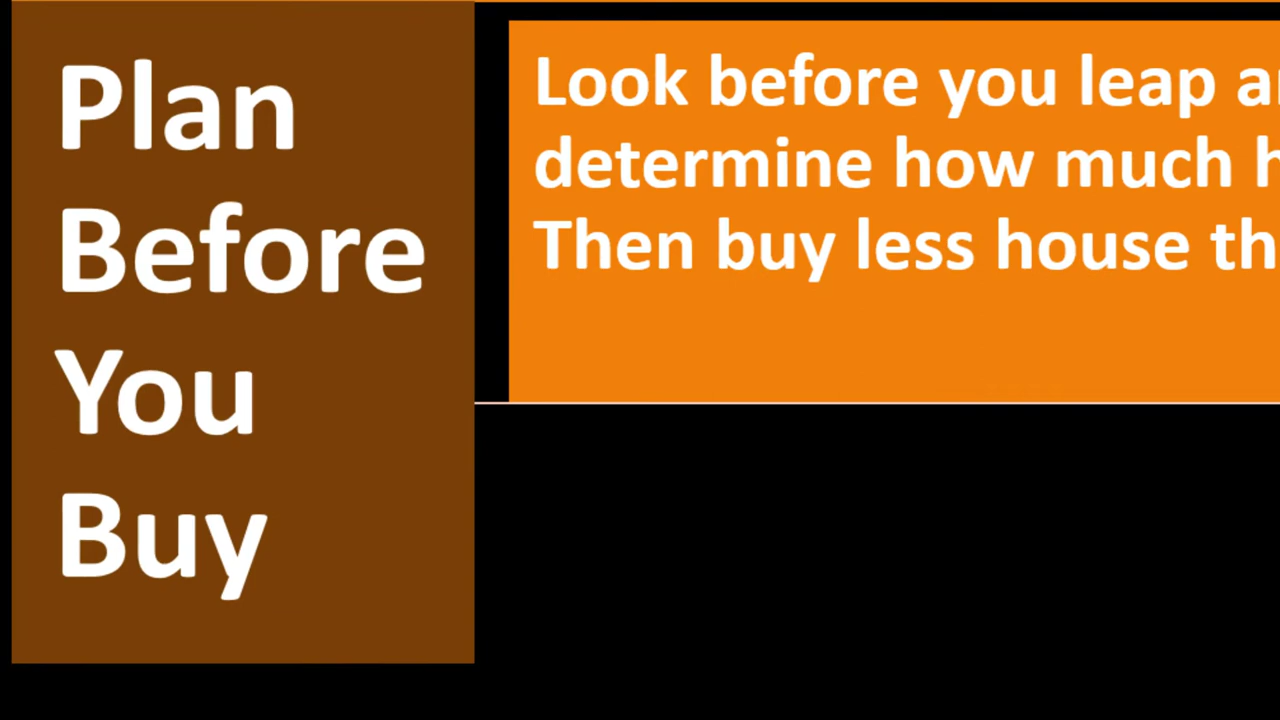 Plan
Before
You
Buy
Look before you leap
determine how much
Then buy less house